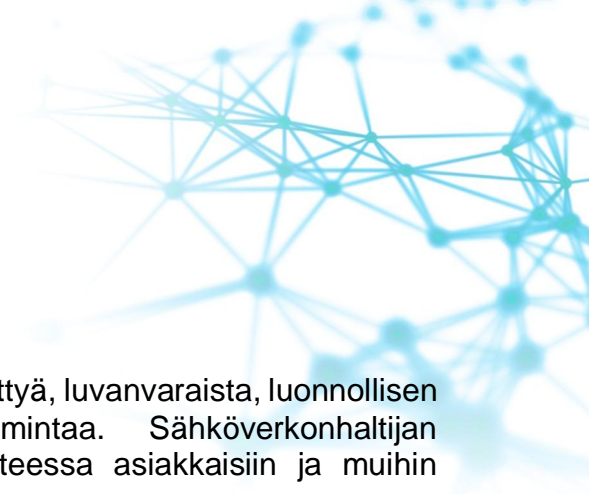 ttyä, luvanvaraista, luonnollisen
mintaa. Sähköverkonhaltijan
teessa asiakkaisiin ja muihin